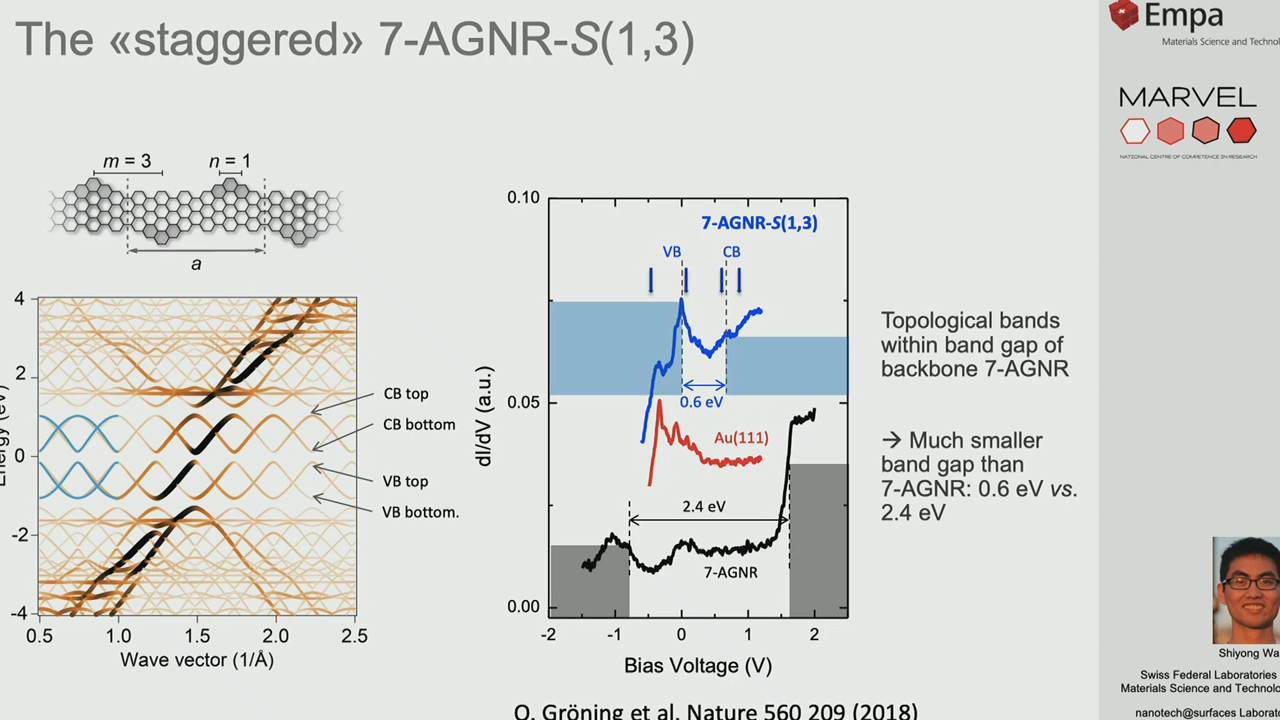 The «staggered» 7-AGNR-S(1,3)
Empa
Materials Science and Technol
MARVEL
NATIONAL CENTRE OF COMPETENCE IN RESEARCH
m = 3
n = 1
a
4
2
0
-2
-4
0.5 1.0 1.5 2.0 2.5
Energy (eV)
Wave vector (1/Å)
CB top
CB bottom
VB top
VB bottom.
0.10
0.05
0.00
-2 -1 0 1 2
dI/dV (a.u.)
Bias Voltage (V)
7-AGNR-S(1,3)
VB CB
0.6 eV
Au(111)
2.4 eV
7-AGNR
Topological bands
within band gap of
backbone 7-AGNR
→ Much smaller
band gap than
7-AGNR: 0.6 eV vs.
2.4 eV
Shiyong Wa
Swiss Federal Laboratories
Materials Science and Technolo
nanotech@surfaces Laborato
O. Gröning et al. Nature 560 209 (2018)